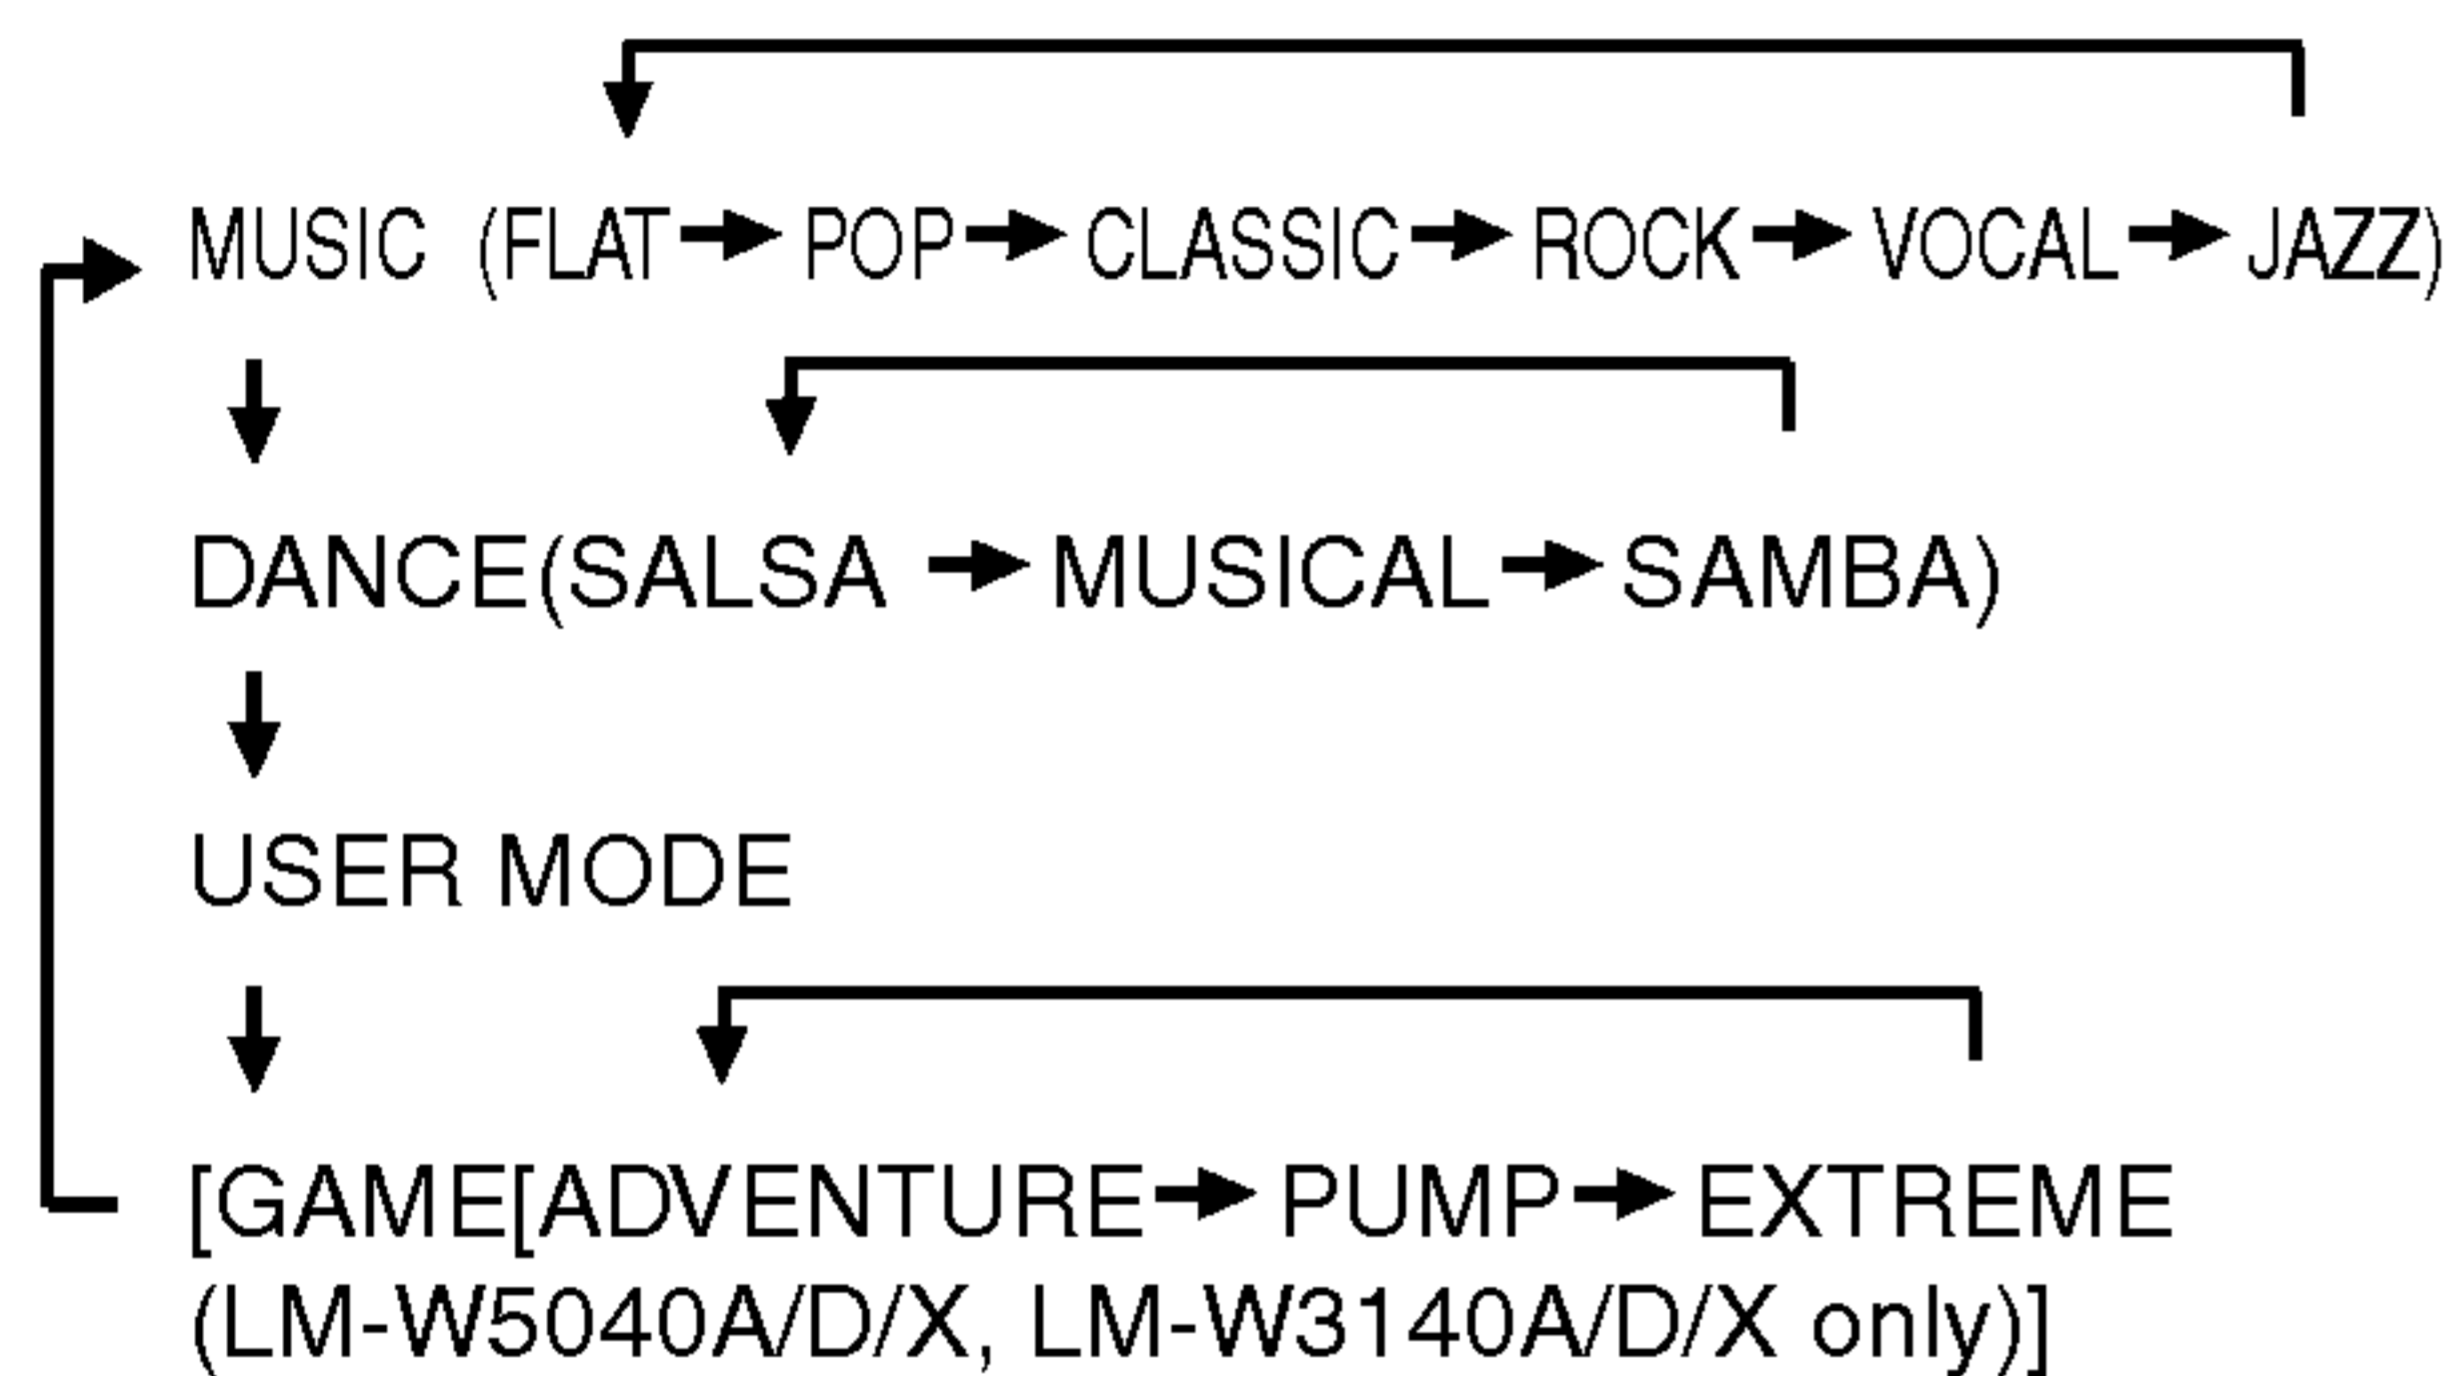 MUSIC (FLAT POP CLASSIC ROCK VOCAL JAZZ)
DANCE(SALSA MUSICAL SAMBA)
USER MODE
[GAME[ADVENTURE PUMP EXTREME
(LM-W5040A/D/X, LM-W3140A/D/X only)]